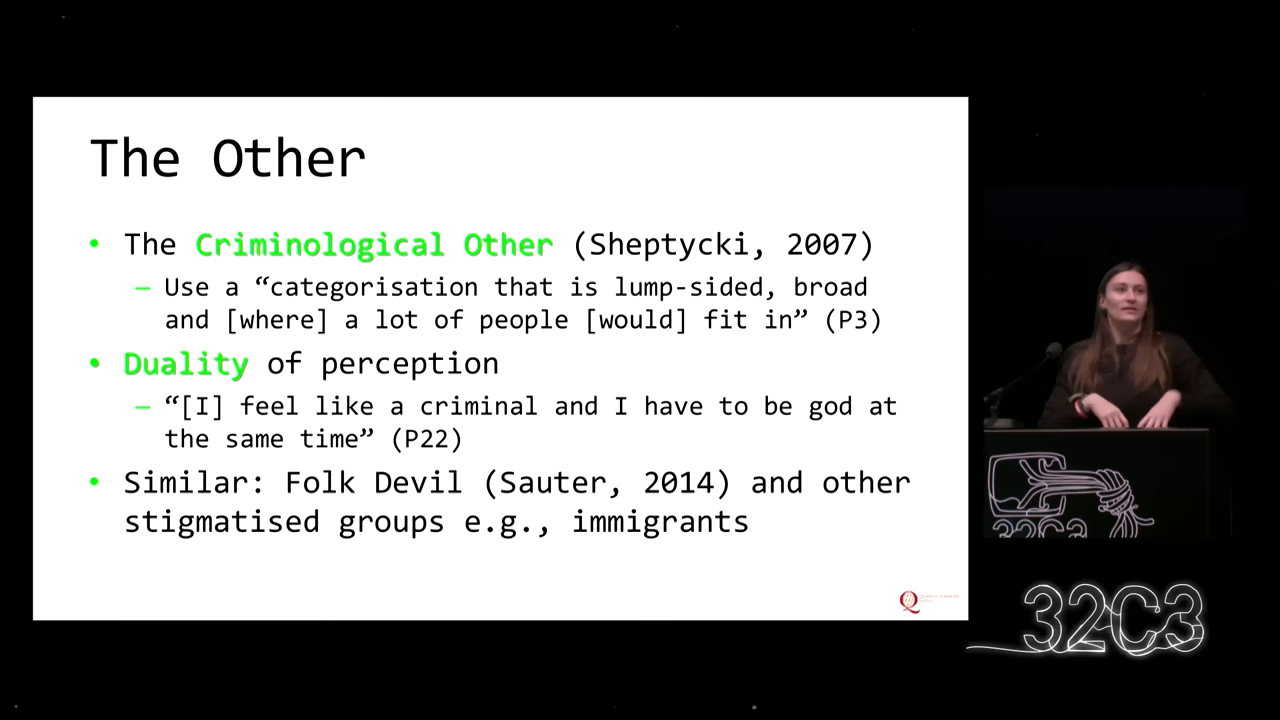 The Other
• The Criminological Other (Sheptycki, 2007)
– Use a “categorisation that is lump-sided, broad
and [where] a lot of people [would] fit in” (P3)
• Duality of perception
– “[I] feel like a criminal and I have to be god at
the same time” (P22)
• Similar: Folk Devil (Sauter, 2014) and other
stigmatised groups e.g., immigrants
32C3
32C3